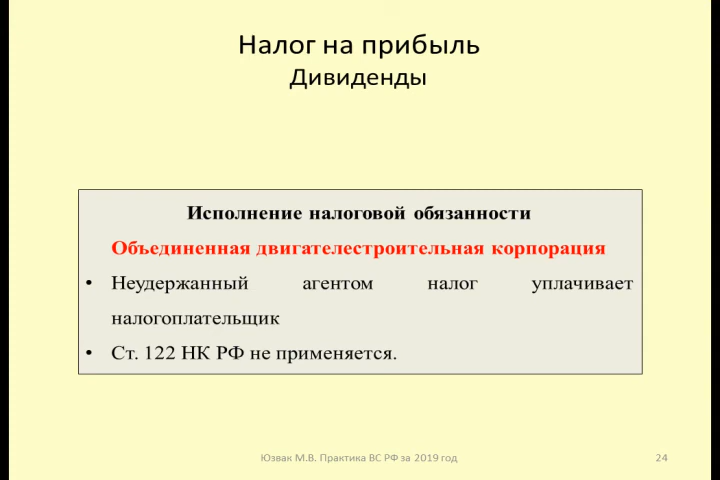 Налог на прибыль
Дивиденды
Исполнение налоговой обязанности
Объединенная двигателестроительная корпорация
• Неудержанный агентом налог уплачивает
налогоплательщик
• Ст. 122 НК РФ не применяется.
Юзвак М.В. Практика ВС РФ за 2019 год
24